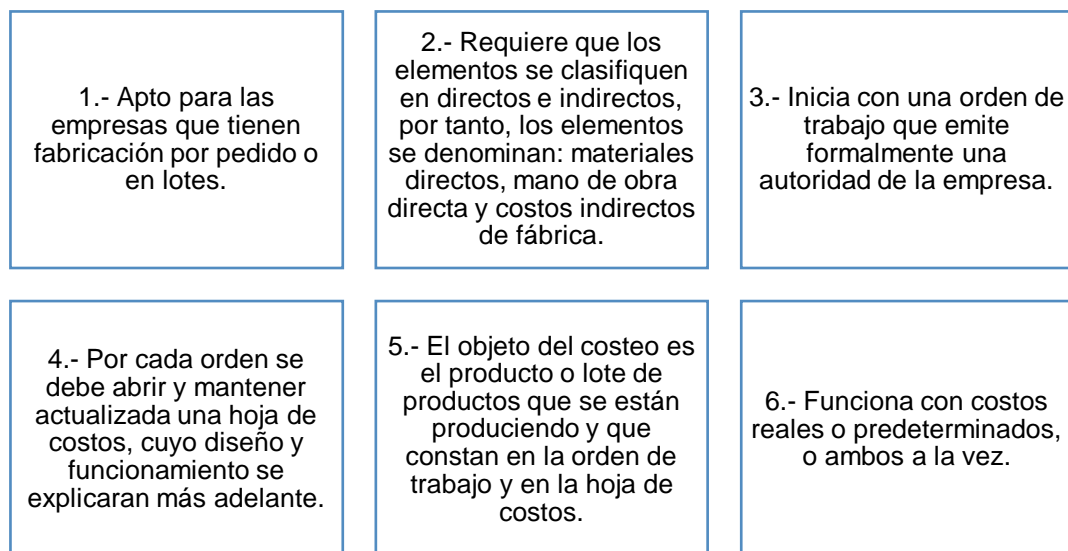 1.- Apto para las
empresas que tienen
fabricación por pedido o
en lotes.
2.- Requiere que los
elementos se clasifiquen
en directos e indirectos,
por tanto, los elementos
se denominan: materiales
directos, mano de obra
directa y costos indirectos
de fábrica.
3.- Inicia con una orden de
trabajo que emite
formalmente una
autoridad de la empresa.
4.- Por cada orden se
debe abrir y mantener
actualizada una hoja de
costos, cuyo diseño y
funcionamiento se
explicaran más adelante.
5.- El objeto del costeo es
el producto o lote de
productos que se están
produciendo y que
constan en la orden de
trabajo y en la hoja de
costos.
6.- Funciona con costos
reales o predeterminados,
o ambos a la vez.